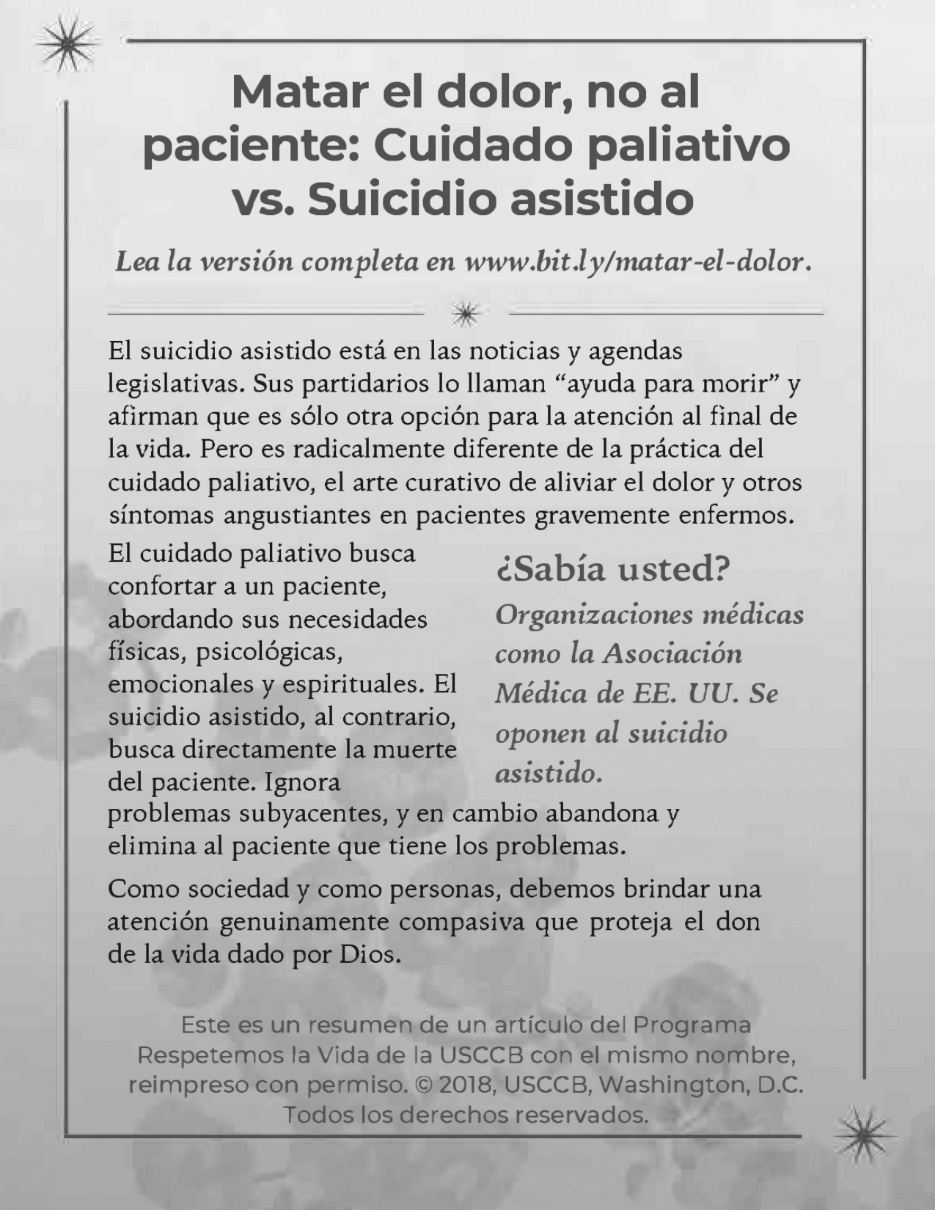 Matar el dolor, no al
paciente: Cuidado paliativo
vs. Suicidio asistido
Lea la versión completa en www.bit.ly/matar-el-dolor.
El suicidio asistido está en las noticias y agendas
legislativas. Sus partidarios lo llaman “ayuda para morir” y
afirman que es sólo otra opción para la atención al final de
la vida. Pero es radicalmente diferente de la práctica del
cuidado paliativo, el arte curativo de aliviar el dolor y otros
síntomas angustiantes en pacientes gravemente enfermos.
El cuidado paliativo busca
confortar a un paciente,
abordando sus necesidades
físicas, psicológicas,
emocionales y espirituales. El
suicidio asistido, al contrario,
busca directamente la muerte
del paciente. Ignora
problemas subyacentes, y en cambio abandona y
elimina al paciente que tiene los problemas.
¿Sabía usted?
Organizaciones médicas
como la Asociación
Médica de EE. UU. Se
oponen al suicidio
asistido.
Como sociedad y como personas, debemos brindar una
atención genuinamente compasiva que proteja el don
de la vida dado por Dios.
Este es un resumen de un artículo del Programa
Respetemos la Vida de la USCCB con el mismo nombre,
reimpreso con permiso. © 2018, USCCB, Washington, D.C.
Todos los derechos reservados.